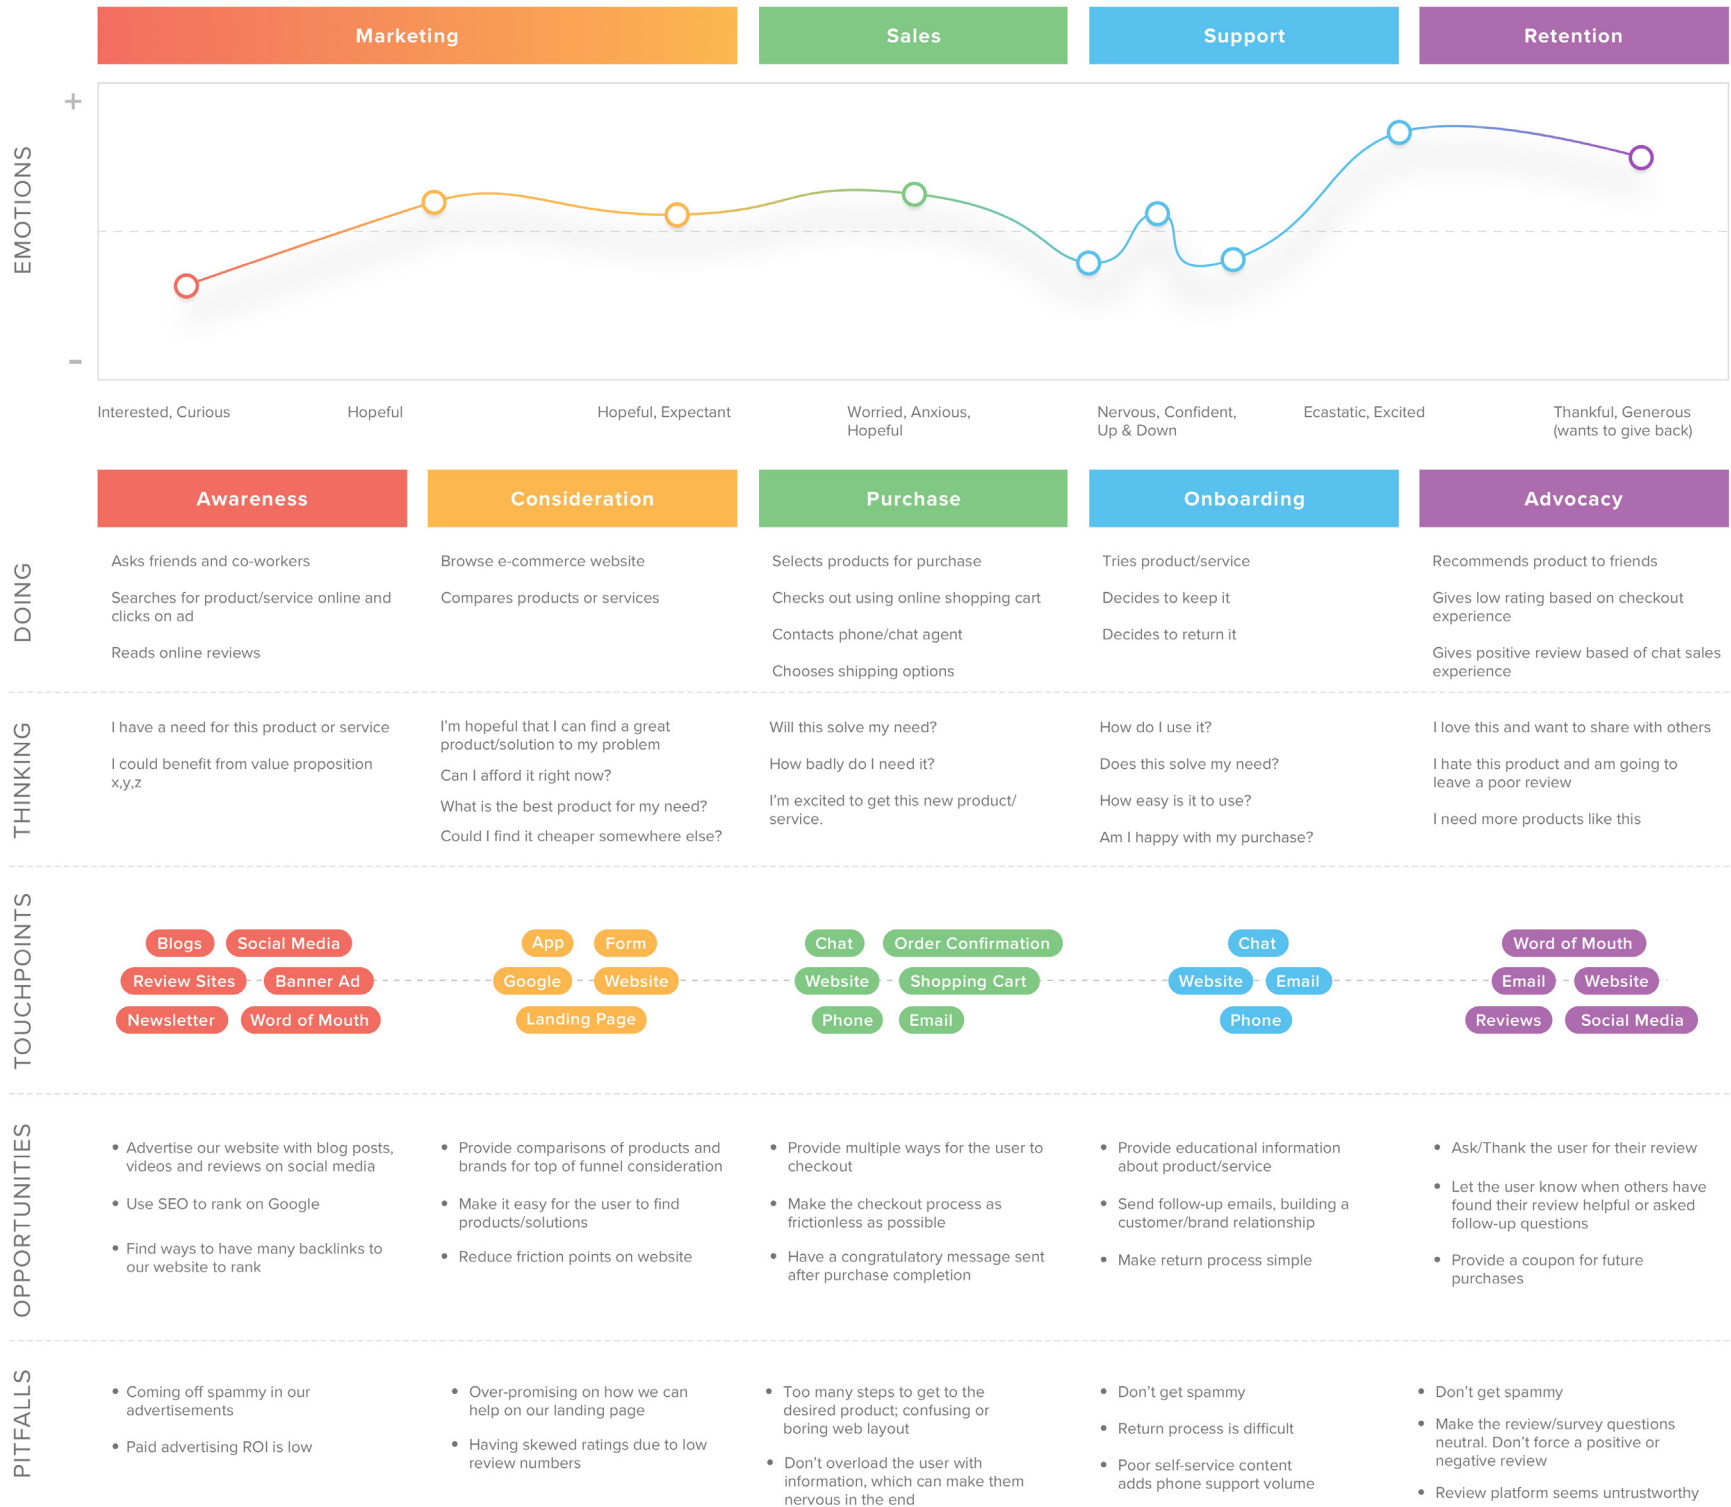 Marketing
Sales
Support
Retention
EMOTIONS
+
-
Interested, Curious
Hopeful
Hopeful, Expectant
Worried, Anxious,
Hopeful
Nervous, Confident,
Up & Down
Ecastatic, Excited
Thankful, Generous
(wants to give back)
Awareness
Consideration
Purchase
Onboarding
Advocacy
DOING
Asks friends and co-workers
Searches for product/service online and
clicks on ad
Reads online reviews
Browse e-commerce website
Compares products or services
Selects products for purchase
Checks out using online shopping cart
Contacts phone/chat agent
Chooses shipping options
Tries product/service
Decides to keep it
Decides to return it
Recommends product to friends
Gives low rating based on checkout
experience
Gives positive review based of chat sales
experience
THINKING
I have a need for this product or service
I could benefit from value proposition
x,y,z
I'm hopeful that I can find a great
product/solution to my problem
Can I afford it right now?
What is the best product for my need?
Could I find it cheaper somewhere else?
Will this solve my need?
How badly do I need it?
I'm excited to get this new product/
service.
How do I use it?
Does this solve my need?
How easy is it to use?
Am I happy with my purchase?
I love this and want to share with others
I hate this product and am going to
leave a poor review
I need more products like this
TOUCHPOINTS
Blogs
Social Media
Review Sites
Banner Ad
Newsletter
Word of Mouth
App
Form
Google
Website
Landing Page
Chat
Order Confirmation
Website
Shopping Cart
Phone
Email
Chat
Website
Email
Phone
Word of Mouth
Email
Website
Reviews
Social Media
OPPORTUNITIES
• Advertise our website with blog posts,
videos and reviews on social media
• Use SEO to rank on Google
• Find ways to have many backlinks to
our website to rank
• Provide comparisons of products and
brands for top of funnel consideration
• Make it easy for the user to find
products/solutions
• Reduce friction points on website
• Provide multiple ways for the user to
checkout
• Make the checkout process as
frictionless as possible
• Have a congratulatory message sent
after purchase completion
• Provide educational information
about product/service
• Send follow-up emails, building a
customer/brand relationship
• Make return process simple
• Ask/Thank the user for their review
• Let the user know when others have
found their review helpful or asked
follow-up questions
• Provide a coupon for future
purchases
PITFALLS
• Coming off spammy in our
advertisements
• Paid advertising ROI is low
• Over-promising on how we can
help on our landing page
• Having skewed ratings due to low
review numbers
• Too many steps to get to the
desired product; confusing or
boring web layout
• Don't overload the user with
information, which can make them
nervous in the end
• Don't get spammy
• Return process is difficult
• Poor self-service content
adds phone support volume
• Don't get spammy
• Make the review/survey questions
neutral. Don't force a positive or
negative review
• Review platform seems untrustworthy